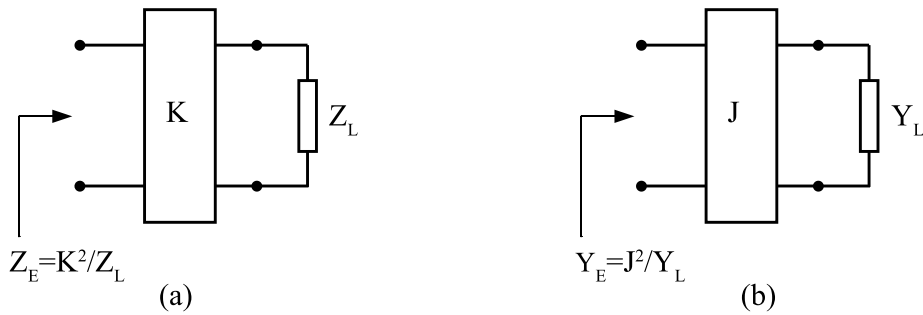 K
Z_L
Z_E=K²/Z_L
(a)
J
Y_L
Y_E=J²/Y_L
(b)